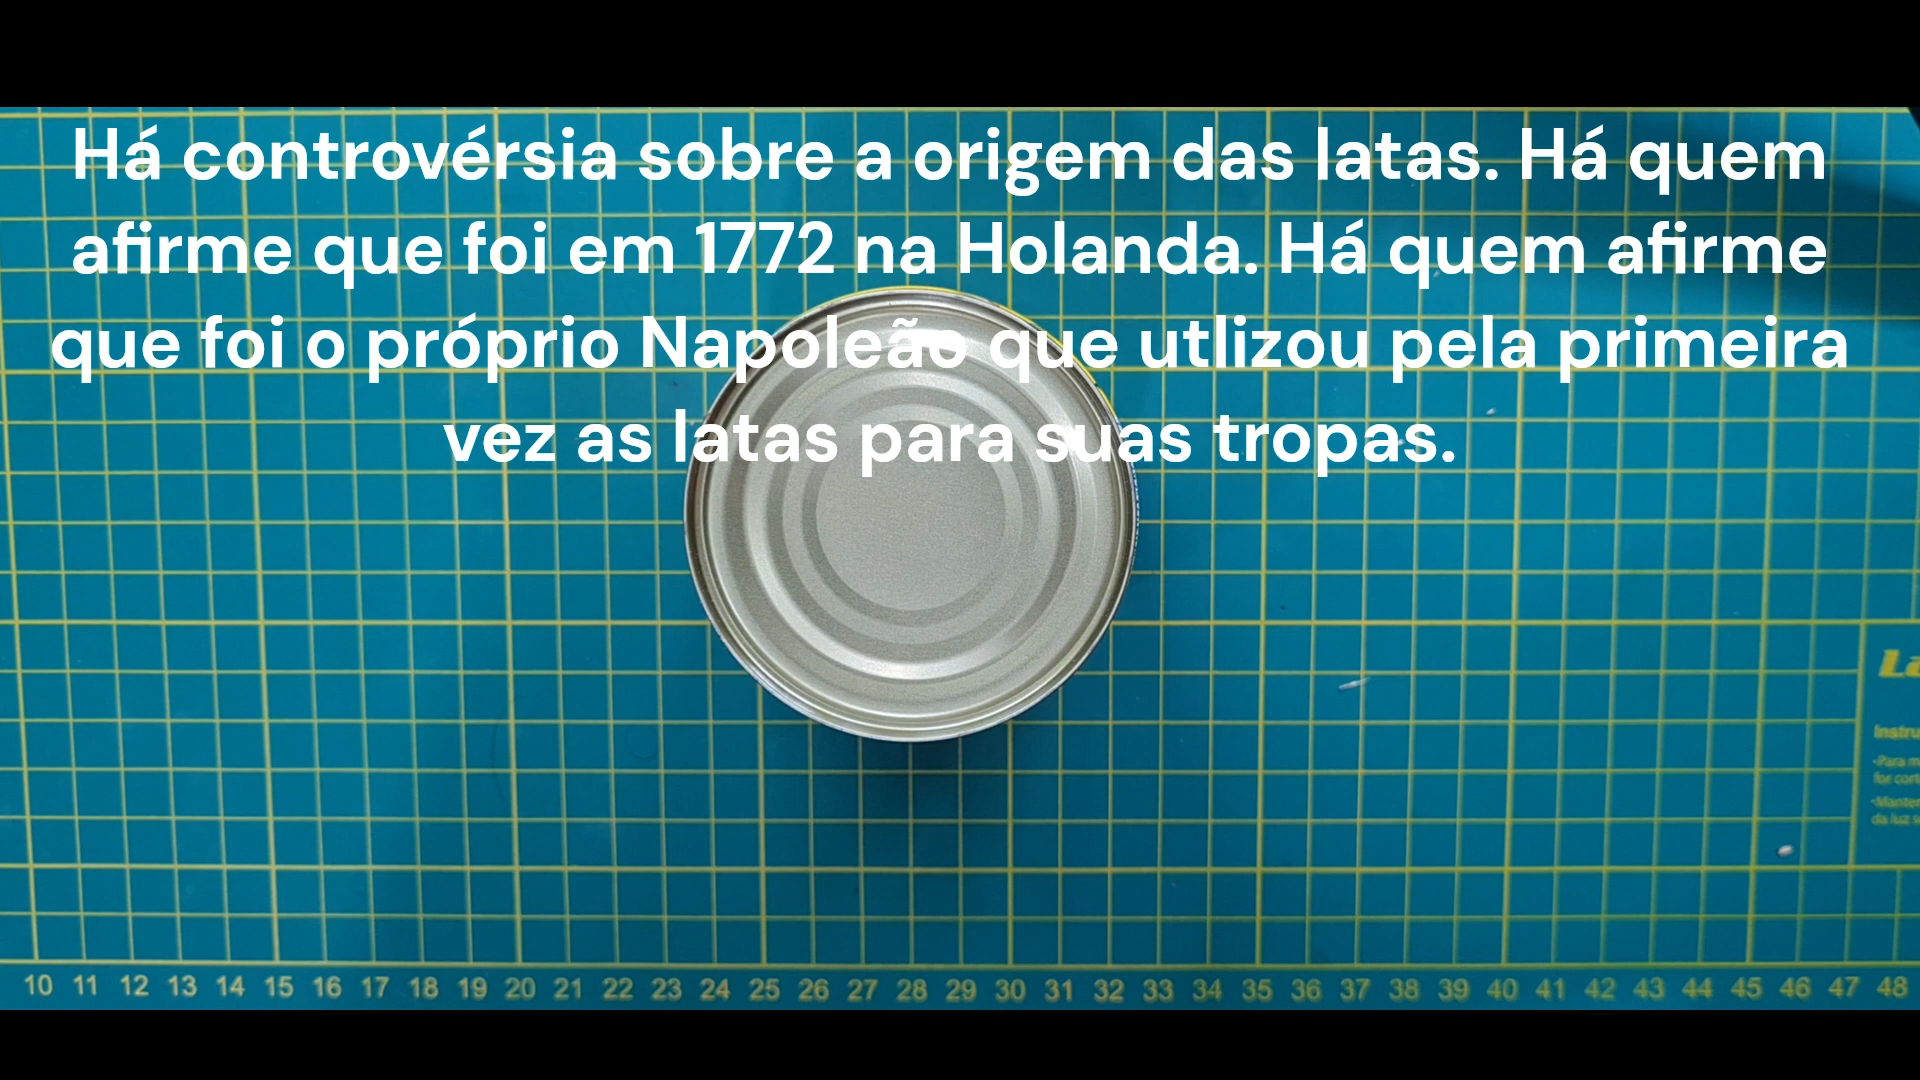 Há controvérsia sobre a origem das latas. Há quem
afirme que foi em 1772 na Holanda. Há quem afirme
que foi o próprio Napoleão que utlizou pela primeira
vez as latas para suas tropas.
10 11 12 13 14 15 16 17 18 19 20 21 22 23 24 25 26 27 28 29 30 31 32 33 34 35 36 37 38 39 40 41 42 43 44 45 46 47 48